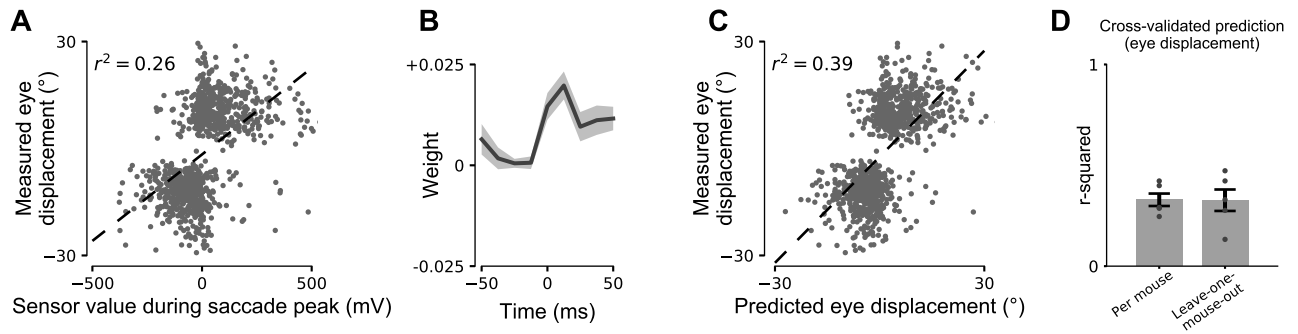 A
30
−30
−500
0
500
Measured eye
displacement (°)
Sensor value during saccade peak (mV)
r² = 0.26
B
+0.025
0
-0.025
−50
0
50
Weight
Time (ms)
C
30
−30
−30
30
Measured eye
displacement (°)
Predicted eye displacement (°)
r² = 0.39
D
Cross-validated prediction
(eye displacement)
1
0
r-squared
Per mouse
Leave-one-
mouse-out